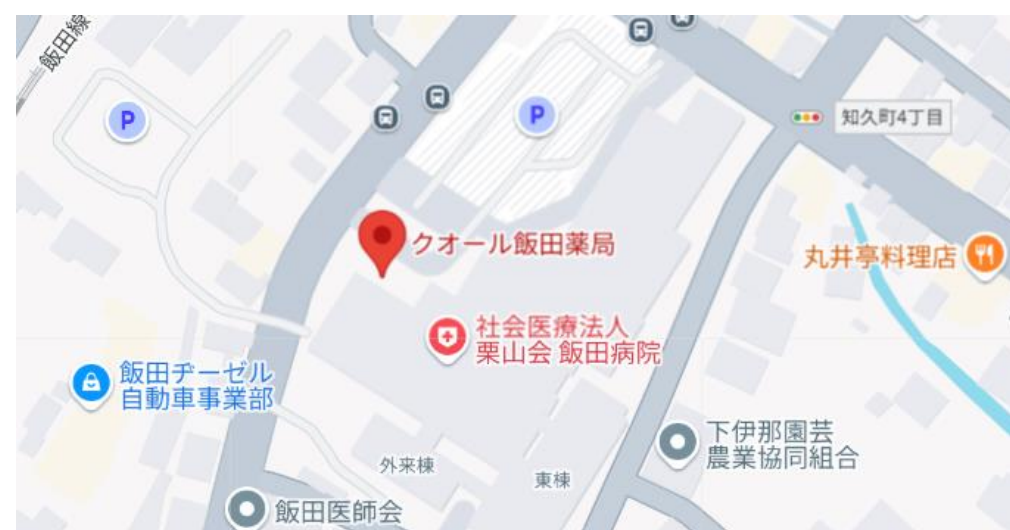 飯田線
P
P
知久町4丁目
クオール飯田薬局
丸井亭料理店
社会医療法人
栗山会 飯田病院
飯田ヂーゼル
自動車事業部
下伊那園芸
農業協同組合
外来棟
東棟
飯田医師会